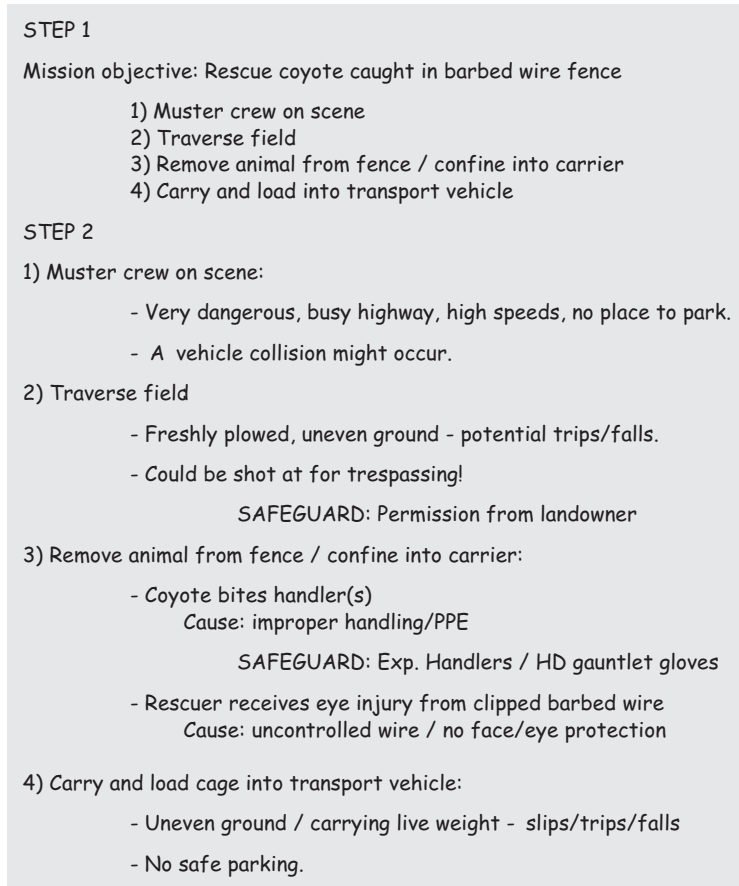 STEP 1
Mission objective: Rescue coyote caught in barbed wire fence
1) Muster crew on scene
2) Traverse field
3) Remove animal from fence / confine into carrier
4) Carry and load into transport vehicle
STEP 2
1) Muster crew on scene:
- Very dangerous, busy highway, high speeds, no place to park.
- A vehicle collision might occur.
2) Traverse field:
- Freshly plowed, uneven ground - potential trips/falls.
- Could be shot at for trespassing!
SAFEGUARD: Permission from landowner
3) Remove animal from fence / confine into carrier:
- Coyote bites handler(s)
Cause: improper handling/PPE
SAFEGUARD: Exp. Handlers / HD gauntlet gloves
- Rescuer receives eye injury from clipped barbed wire
Cause: uncontrolled wire / no face/eye protection
4) Carry and load cage into transport vehicle:
- Uneven ground / carrying live weight - slips/trips/falls
- No safe parking.